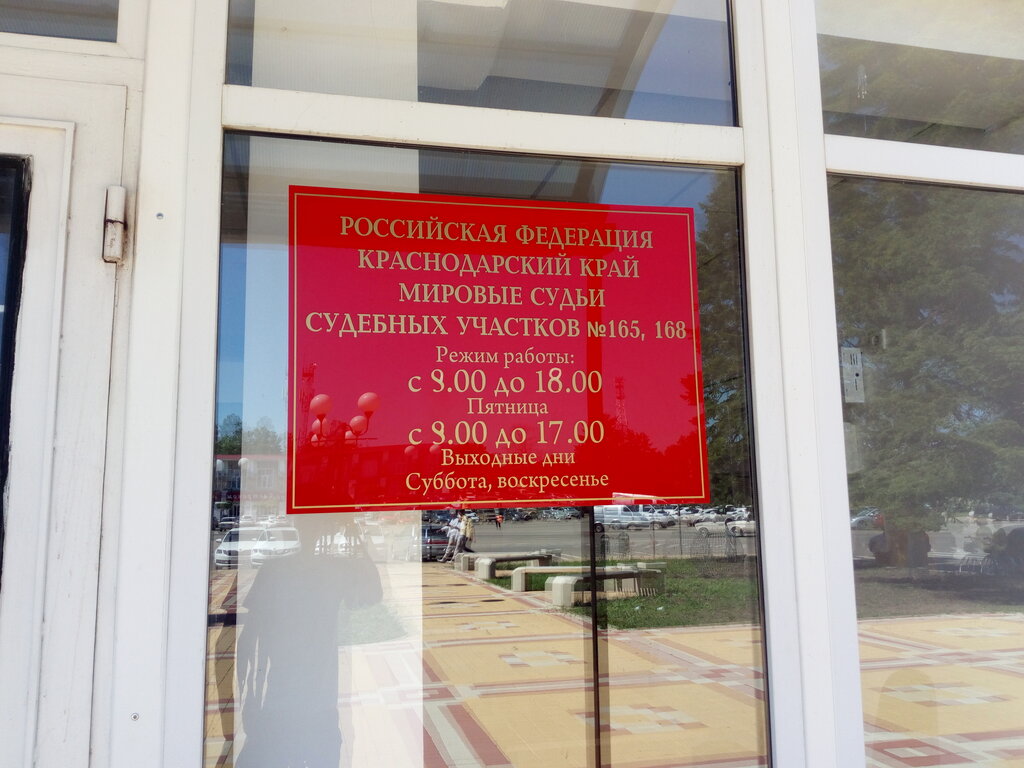 РОССИЙСКАЯ ФЕДЕРАЦИЯ
КРАСНОДАРСКИЙ КРАЙ
МИРОВЫЕ СУДЬИ
СУДЕБНЫХ УЧАСТКОВ №165, 168
Режим работы:
с 8.00 до 18.00
Пятница
с 8.00 до 17.00
Выходные дни
Суббота, воскресенье